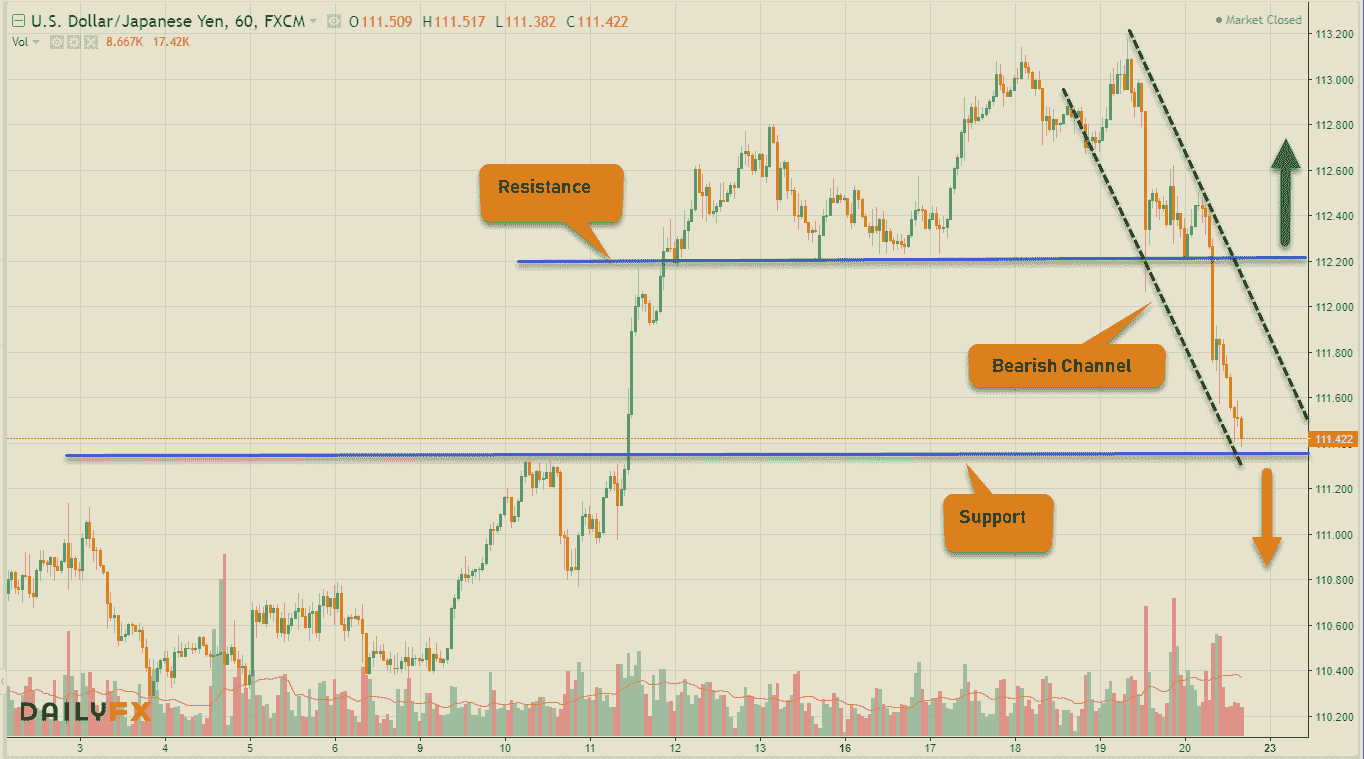 U.S. Dollar/Japanese Yen, 60, FXCM O111.509 H111.517 L111.382 C111.422
Market Closed
Vol 8.667K 17.42K
113.200
113.000
112.800
112.600
112.400
112.200
112.000
111.800
111.600
111.422
111.200
111.000
110.800
110.600
110.400
110.200
Resistance
Bearish Channel
Support
DAILYFX
3 4 5 6 9 10 11 12 13 16 17 18 19 20 23